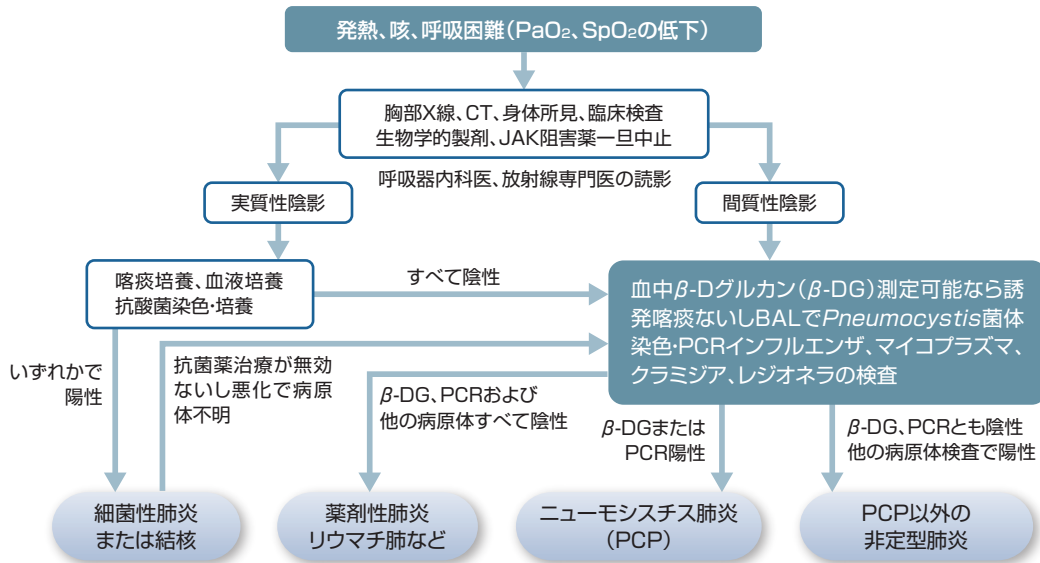 発熱、咳、呼吸困難（PaO₂、SpO₂の低下）
胸部X線、CT、身体所見、臨床検査
生物学的製剤、JAK阻害薬一旦中止
呼吸器内科医、放射線専門医の読影
実質性陰影
間質性陰影
喀痰培養、血液培養
抗酸菌染色・培養
すべて陰性
血中β-Dグルカン（β-DG）測定可能なら誘
発喀痰ないしBALでPneumocystis菌体
染色・PCRインフルエンザ、マイコプラズマ、
クラミジア、レジオネラの検査
いずれかで
陽性
抗菌薬治療が無効
ないし悪化で病原
体不明
β-DG、PCRおよび
他の病原体すべて陰性
β-DGまたは
PCR陽性
β-DG、PCRとも陰性
他の病原体検査で陽性
細菌性肺炎
または結核
薬剤性肺炎
リウマチ肺など
ニューモシスチス肺炎
（PCP）
PCP以外の
非定型肺炎